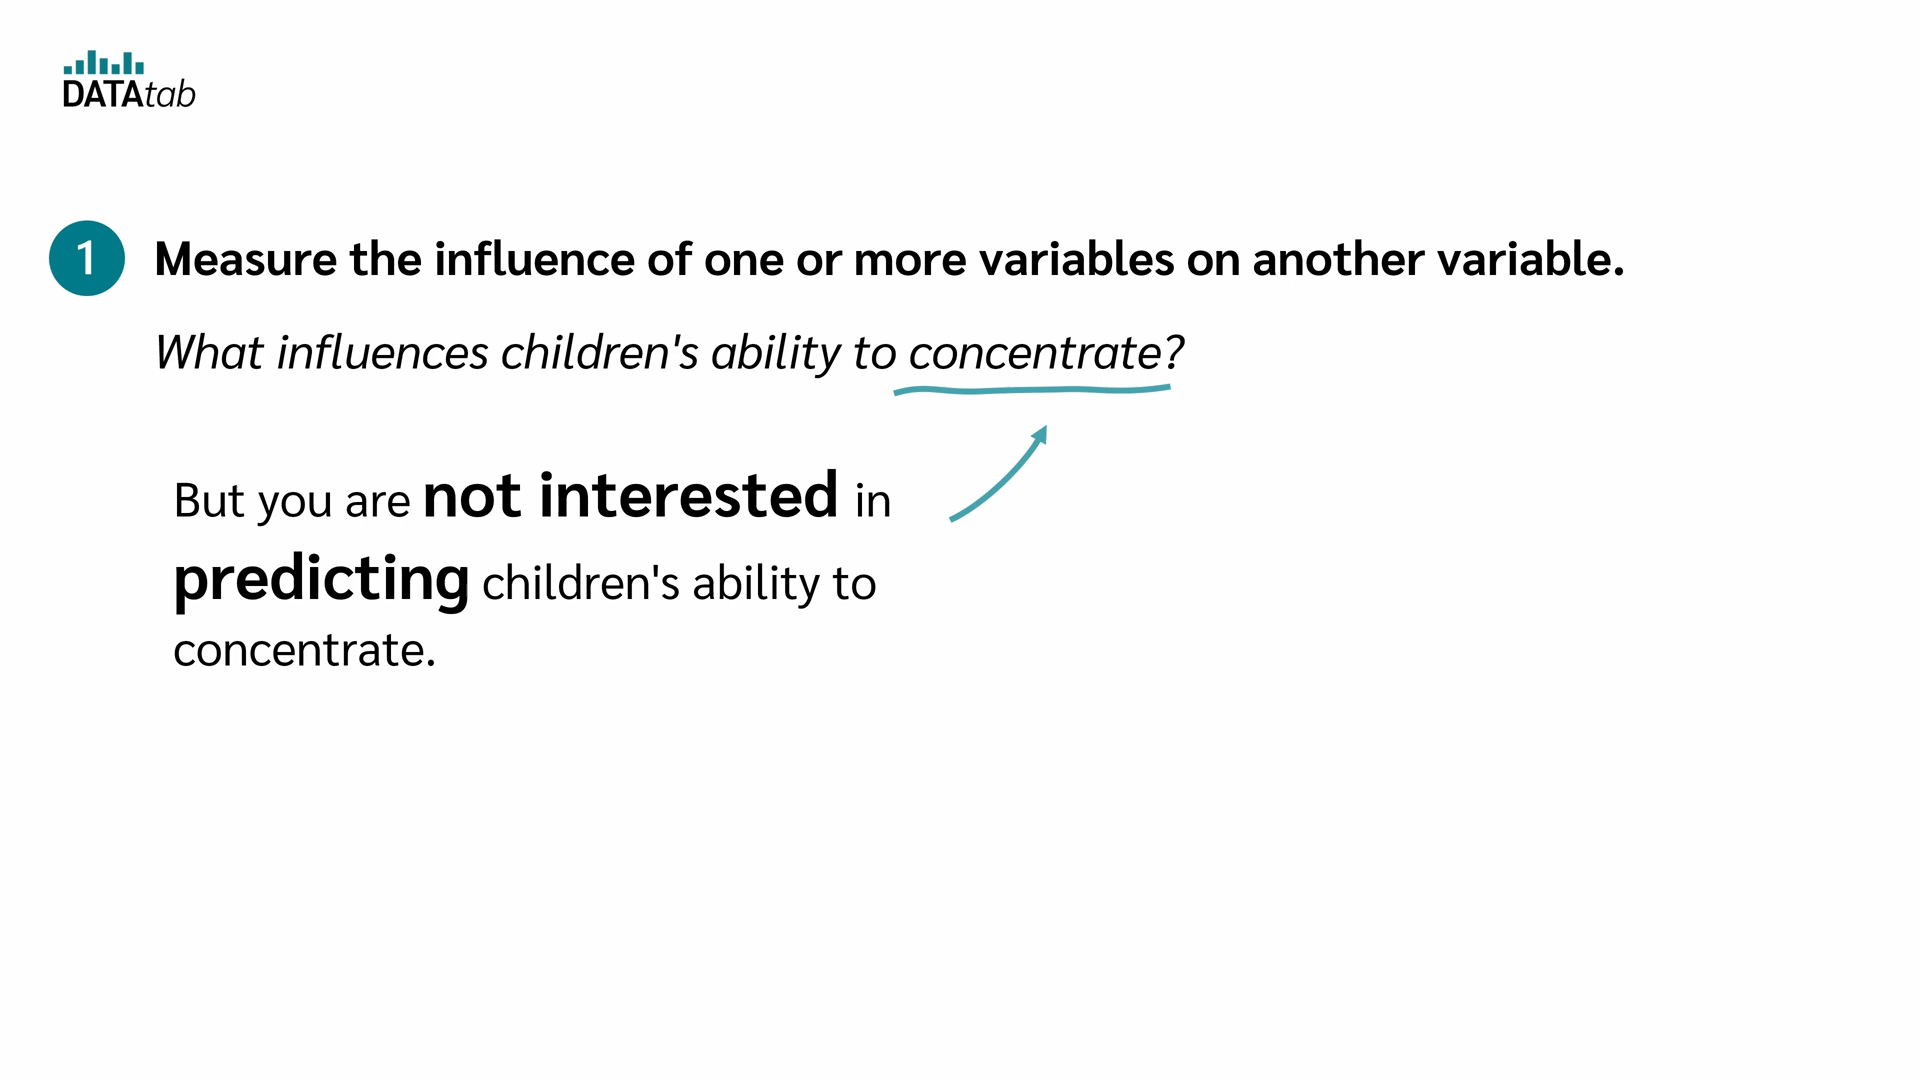 DATAtab
1 Measure the influence of one or more variables on another variable.
What influences children's ability to concentrate?
But you are not interested in
predicting children's ability to
concentrate.